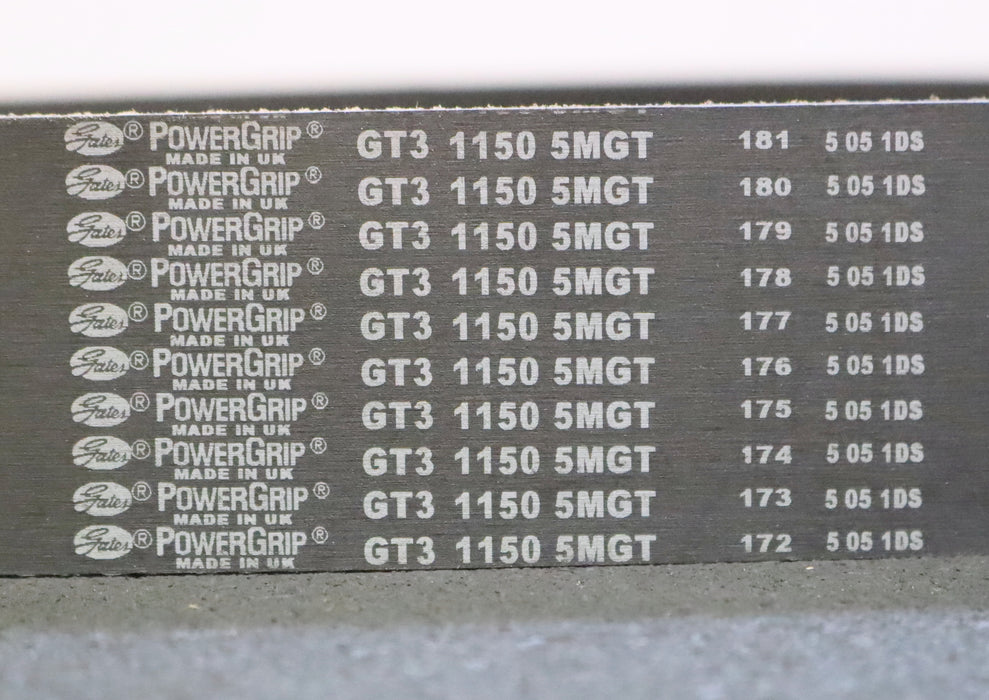 Gates® POWERGRIP® GT3 1150 5MGT 181 5 05 1DS
MADE IN UK
Gates® POWERGRIP® GT3 1150 5MGT 180 5 05 1DS
MADE IN UK
Gates® POWERGRIP® GT3 1150 5MGT 179 5 05 1DS
MADE IN UK
Gates® POWERGRIP® GT3 1150 5MGT 178 5 05 1DS
MADE IN UK
Gates® POWERGRIP® GT3 1150 5MGT 177 5 05 1DS
MADE IN UK
Gates® POWERGRIP® GT3 1150 5MGT 176 5 05 1DS
MADE IN UK
Gates® POWERGRIP® GT3 1150 5MGT 175 5 05 1DS
MADE IN UK
Gates® POWERGRIP® GT3 1150 5MGT 174 5 05 1DS
MADE IN UK
Gates® POWERGRIP® GT3 1150 5MGT 173 5 05 1DS
MADE IN UK
Gates® POWERGRIP® GT3 1150 5MGT 172 5 05 1DS
MADE IN UK